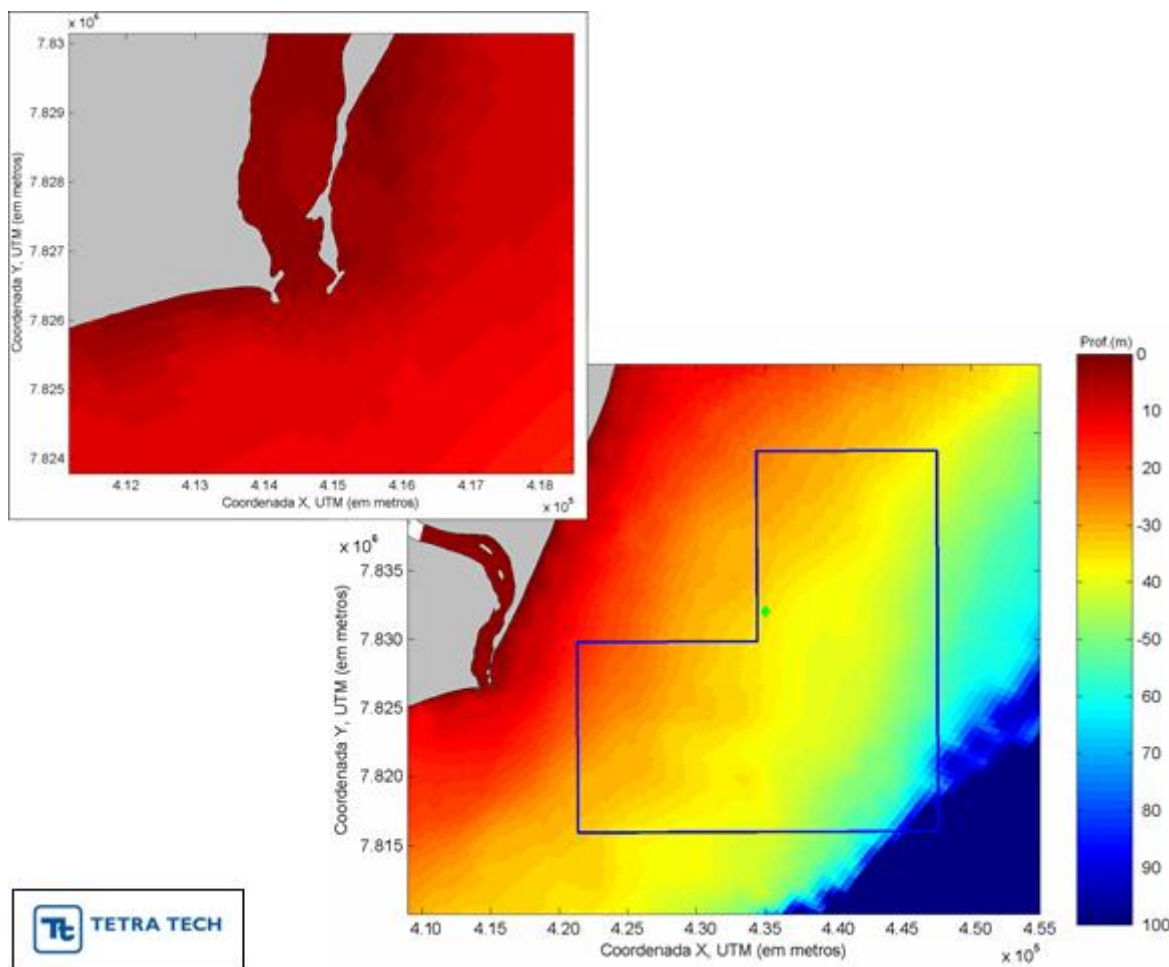 x 10⁶
7.83
7.829
7.828
7.827
7.826
7.825
7.824
Coordenada Y, UTM (em metros)
4.12 4.13 4.14 4.15 4.16 4.17 4.18
Coordenada X, UTM (em metros)
x 10⁵
x 10⁶
7.835
7.830
7.825
7.820
7.815
Coordenada Y, UTM (em metros)
4.10 4.15 4.20 4.25 4.30 4.35 4.40 4.45 4.50 4.55
Coordenada X, UTM (em metros)
x 10⁵
Prof.(m)
0
10
20
-30
40
50
60
70
80
90
100
Tt TETRA TECH